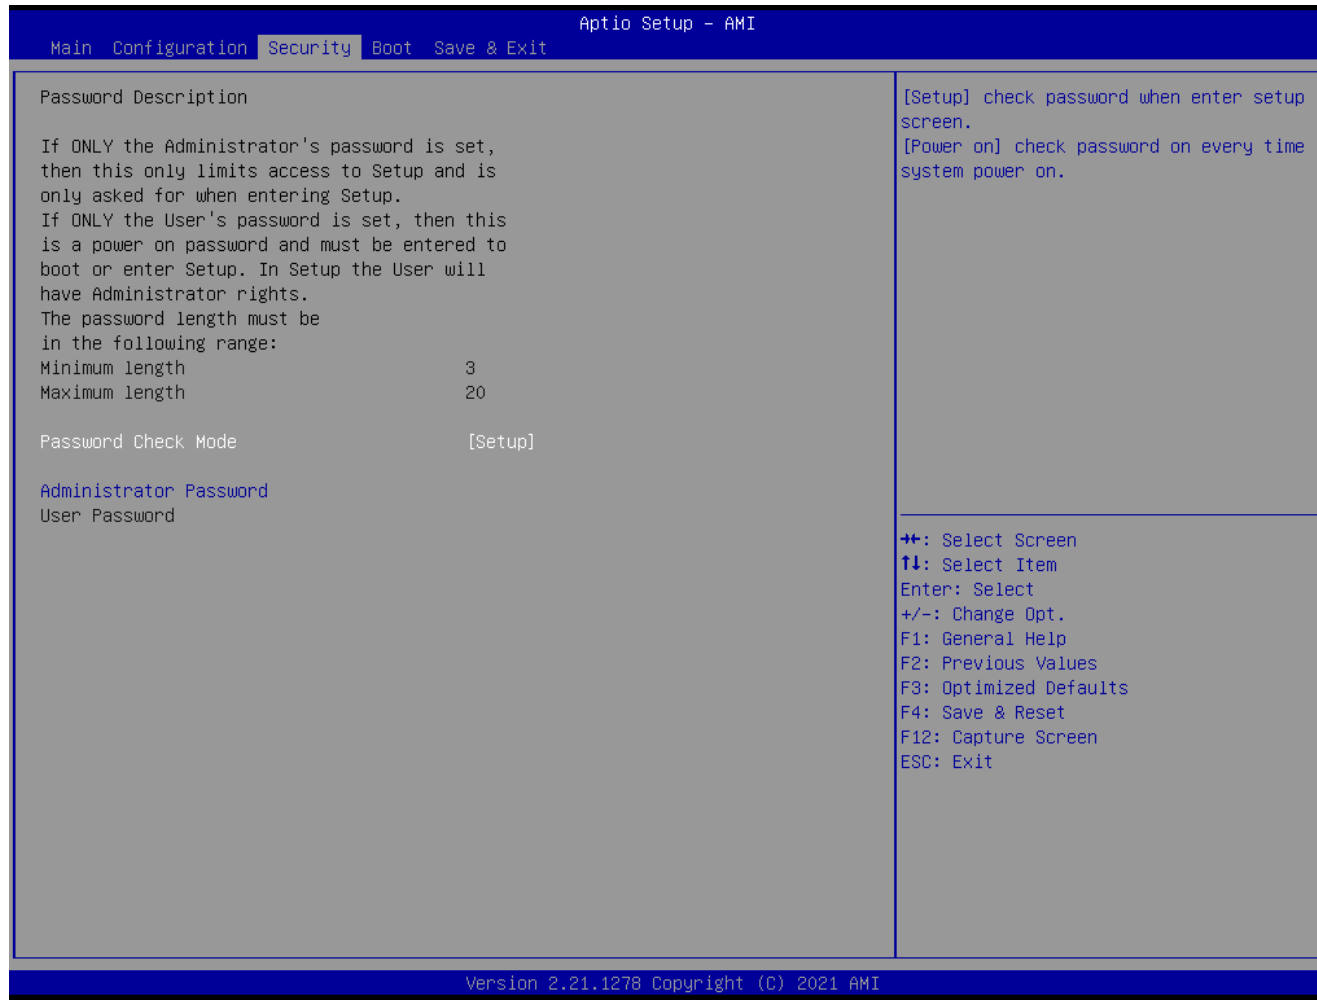 Aptio Setup – AMI
Main Configuration Security Boot Save & Exit
Password Description
If ONLY the Administrator's password is set,
then this only limits access to Setup and is
only asked for when entering Setup.
If ONLY the User's password is set, then this
is a power on password and must be entered to
boot or enter Setup. In Setup the User will
have Administrator rights.
The password length must be
in the following range:
Minimum length 3
Maximum length 20
Password Check Mode [Setup]
Administrator Password
User Password
[Setup] check password when enter setup
screen.
[Power on] check password on every time
system power on.
→←: Select Screen
↑↓: Select Item
Enter: Select
+/-: Change Opt.
F1: General Help
F2: Previous Values
F3: Optimized Defaults
F4: Save & Reset
F12: Capture Screen
ESC: Exit
Version 2.21.1278 Copyright (C) 2021 AMI